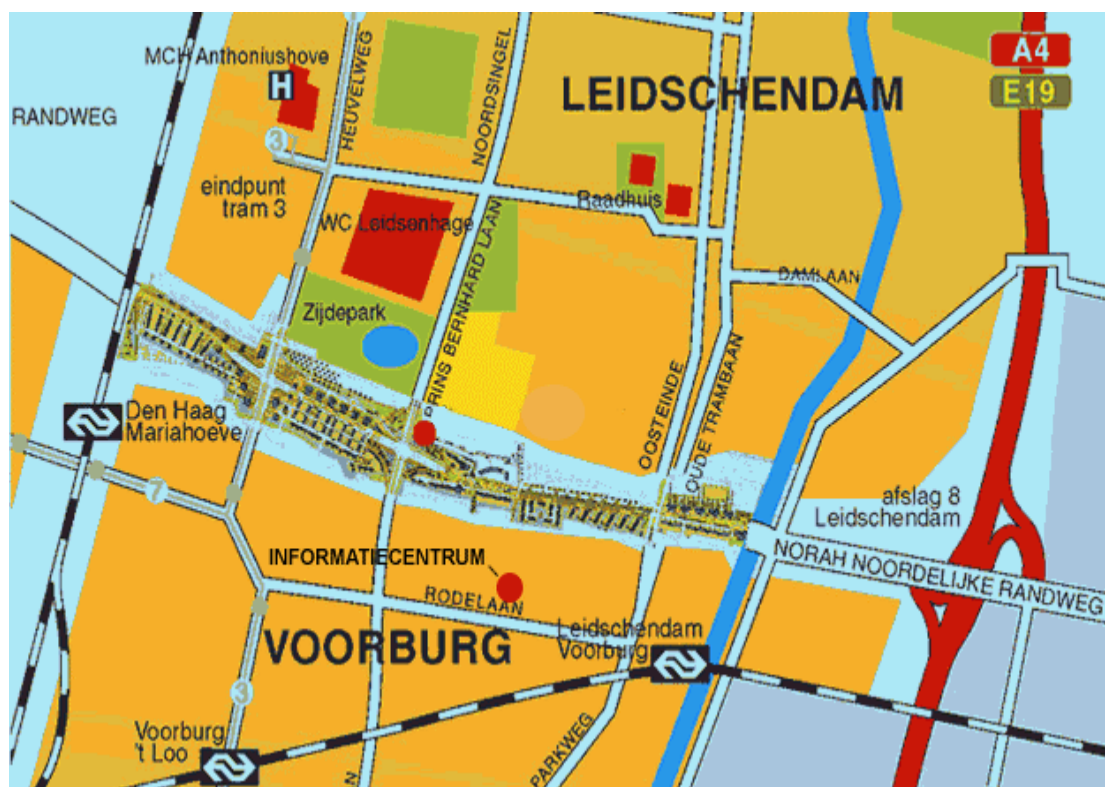 MCH Anthoniushove
H
RANDWEG
3
HEUVELWEG
NOORDSINGEL
LEIDSCHENDAM
A4
E19
eindpunt
tram 3
WC Leidsenhage
Raadhuis
PRINS BERNHARD LAAN
DAMLAAN
Zijdepark
OOSTEINDE
OUDE TRAMBAAN
Den Haag
Mariahoeve
7
afslag 8
Leidschendam
NORAH NOORDELIJKE RANDWEG
INFORMATIECENTRUM
RODELAAN
VOORBURG
Leidschendam
Voorburg
3
Voorburg
't Loo
N
PARKWEG